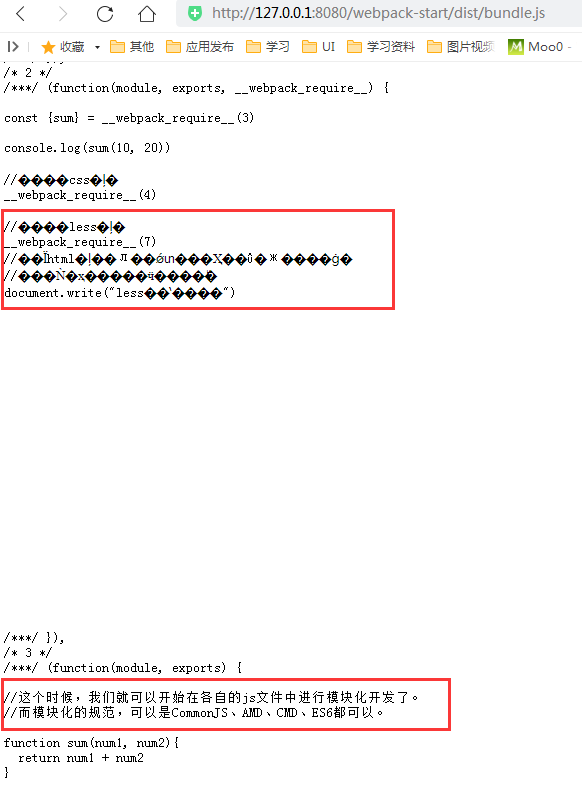 http://127.0.0.1:8080/webpack-start/dist/bundle.js
收藏 其他 应用发布 学习 UI 学习资料 图片视频 MooO -
/* 2 */
/***/ (function(module, exports, __webpack_require__) {
const {sum} = __webpack_require__(3)
console.log(sum(10, 20))
//����css�ļ�
__webpack_require__(4)
//����less�ļ�
__webpack_require__(7)
document.write("less��`����")
/***/ }),
/* 3 */
/***/ (function(module, exports) {
//这个时候，我们就可以开始在各自的js文件中进行模块化开发了。
//而模块化的规范，可以是CommonJS、AMD、CMD、ES6都可以。
function sum(num1, num2){
return num1 + num2
}